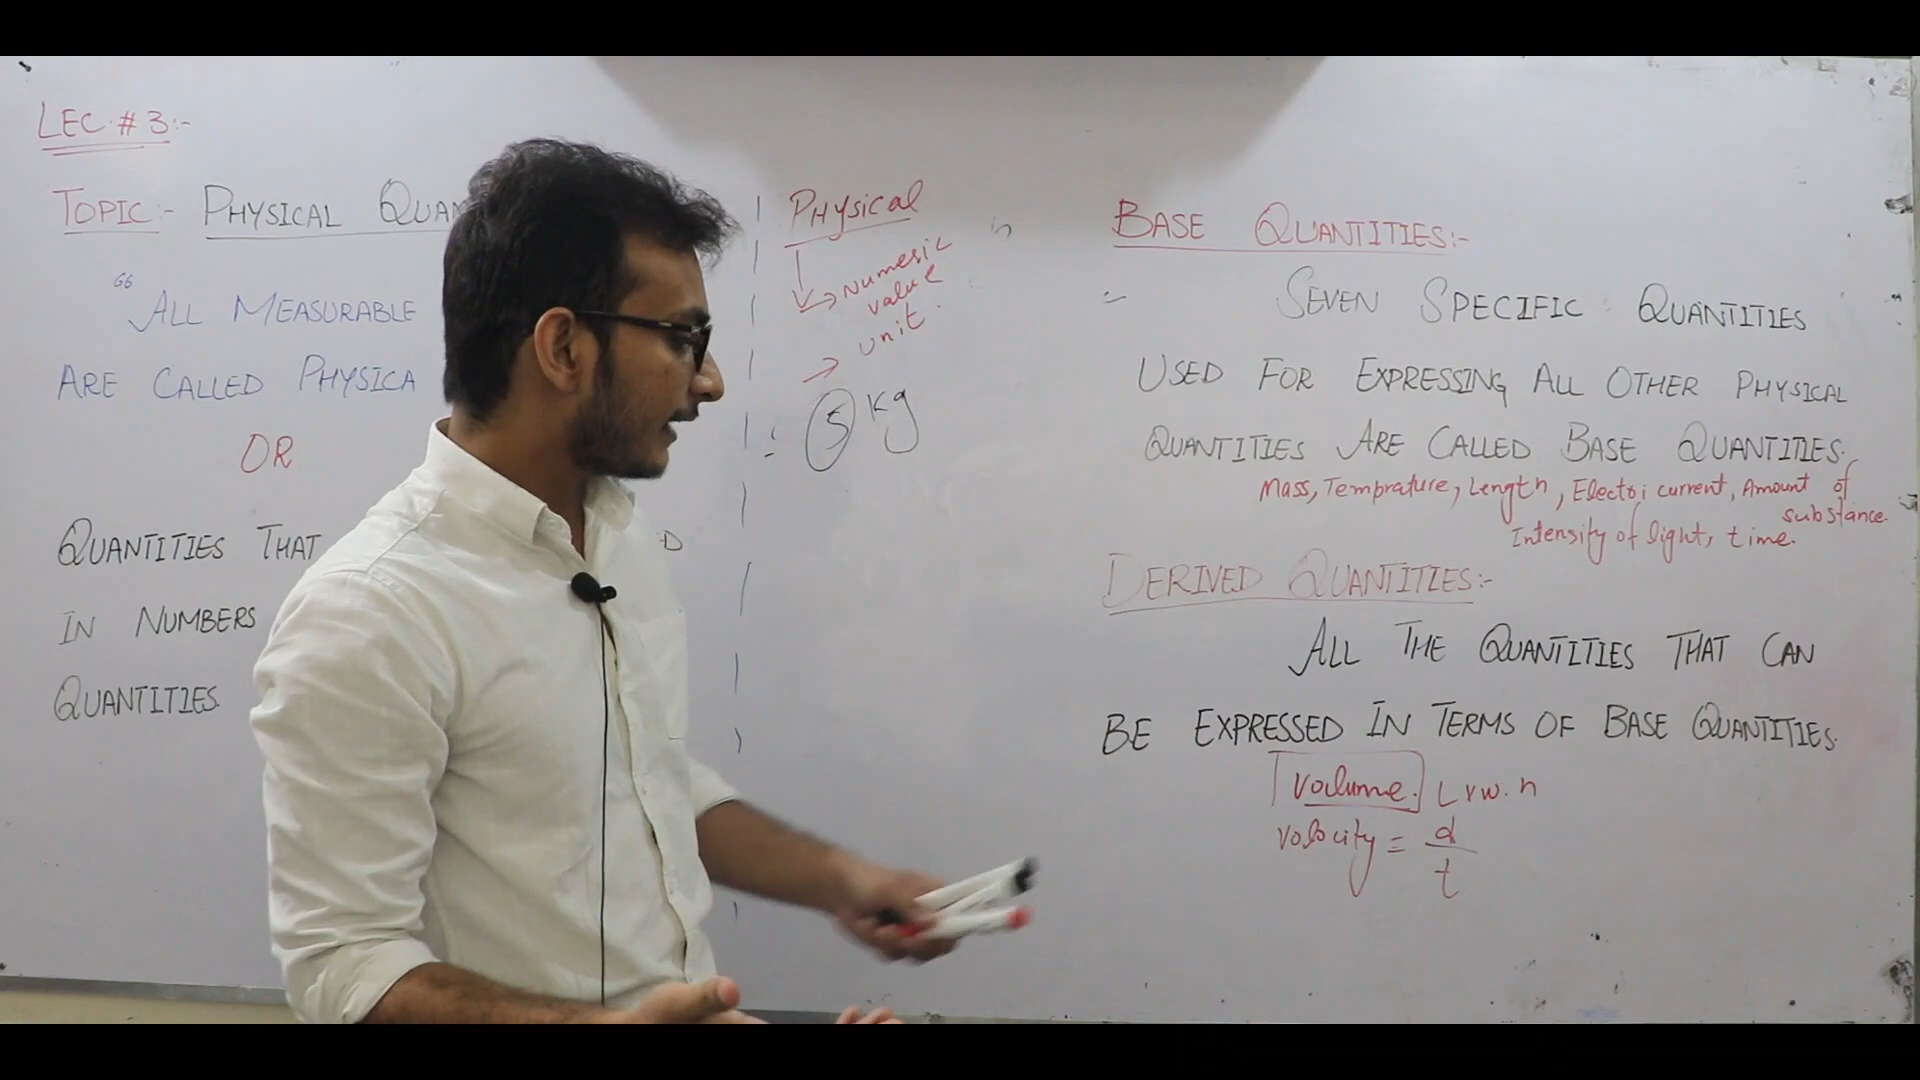 LEC # 3:-
TOPIC:- PHYSICAL QUAN
“ ALL MEASURABLE
ARE CALLED PHYSICA
OR
QUANTITIES THAT D
IN NUMBERS
QUANTITIES
Physical
Numeric
value
unit.
5 kg
BASE QUANTITIES:-
SEVEN SPECIFIC QUANTITIES
USED FOR EXPRESSING ALL OTHER PHYSICAL
QUANTITIES ARE CALLED BASE QUANTITIES.
Mass, Temprature, Length, Electri current, Amount of
substance.
Intensity of light, time.
DERIVED QUANTITIES:-
ALL THE QUANTITIES THAT CAN
BE EXPRESSED IN TERMS OF BASE QUANTITIES.
volume. L x w. h
volocity = d
t